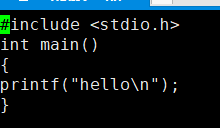 #include <stdio.h>
int main()
{
printf("hello\n");
}